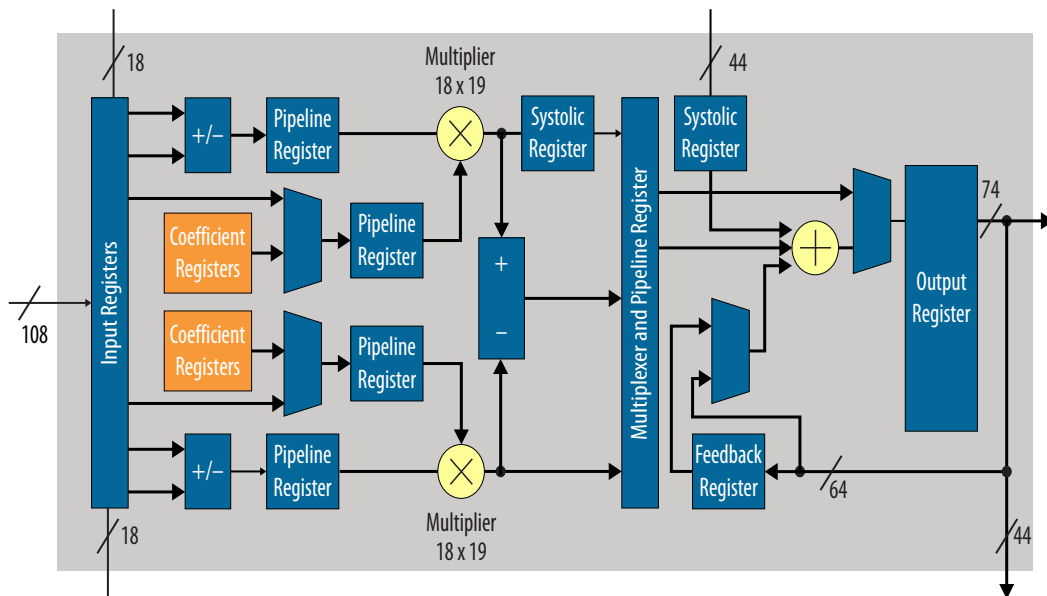 18
44
Multiplier
18 x 19
+/−
Pipeline
Register
Systolic
Register
Systolic
Register
74
Coefficient
Registers
Pipeline
Register
+
−
Input Registers
108
Multiplexer and Pipeline Register
Output
Register
Coefficient
Registers
Pipeline
Register
+/−
Pipeline
Register
Feedback
Register
64
18
Multiplier
18 x 19
44